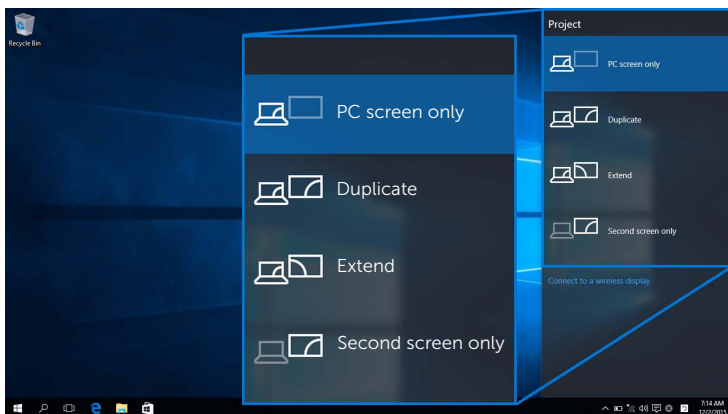 Recycle Bin
PC screen only
Duplicate
Extend
Second screen only
Project
PC screen only
Duplicate
Extend
Second screen only
Connect to a wireless display
7:14 AM